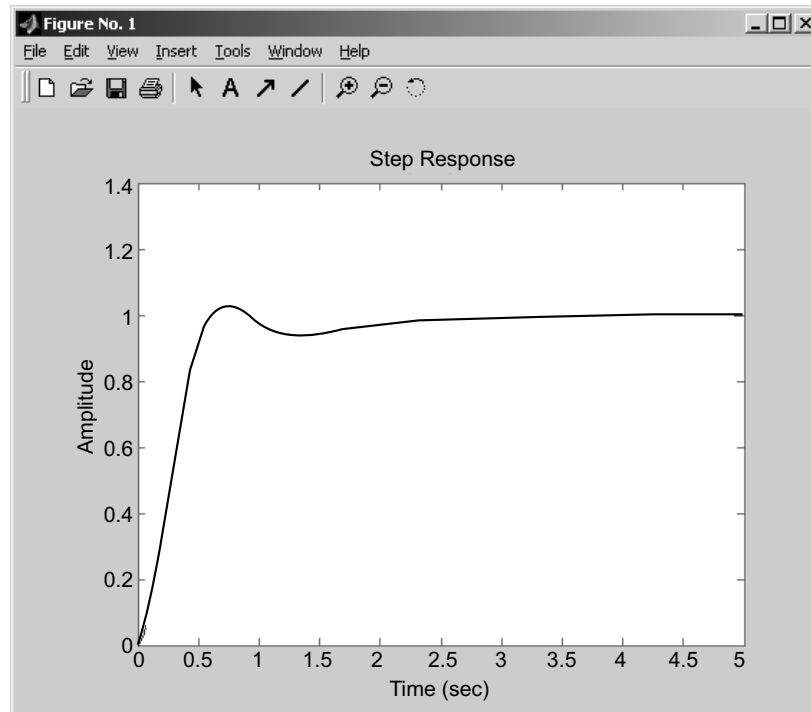 Figure No. 1
File Edit View Insert Tools Window Help
A
Step Response
1.4
1.2
1
0.8
0.6
0.4
0.2
0
Amplitude
0 0.5 1 1.5 2 2.5 3 3.5 4 4.5 5
Time (sec)